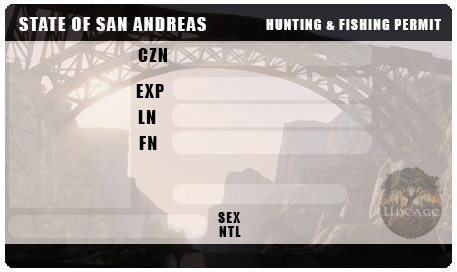 STATE OF SAN ANDREAS HUNTING & FISHING PERMIT
CZN
EXP
LN
FN
LINEAGE
SEX
NTL